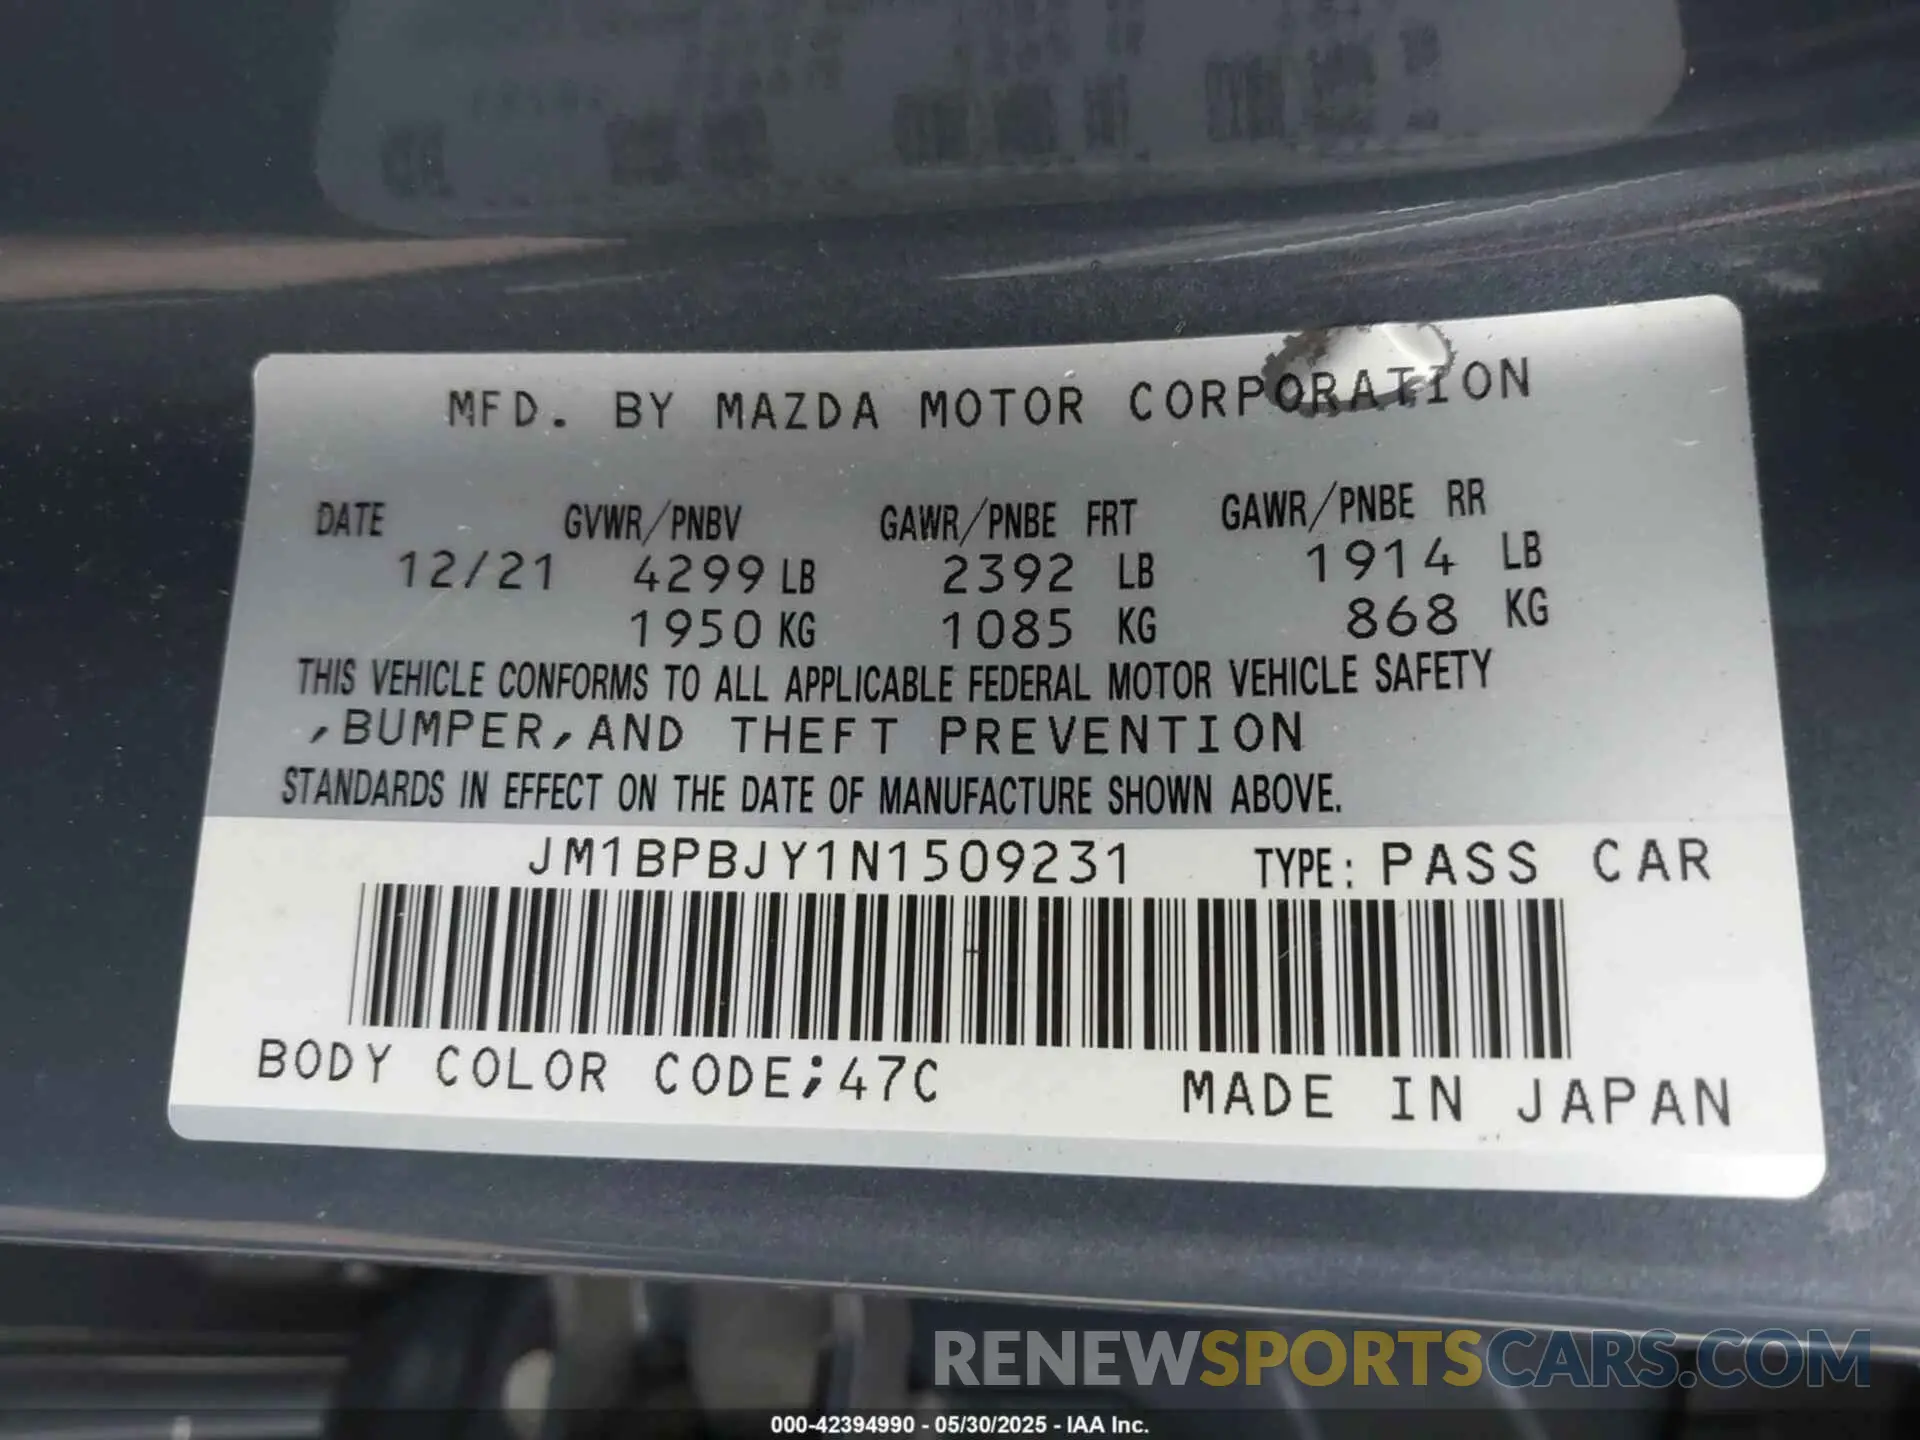 MFD. BY MAZDA MOTOR CORPORATION
DATE GVWR/PNBV GAWR/PNBE FRT GAWR/PNBE RR
12/21 4299 LB 2392 LB 1914 LB
1950 KG 1085 KG 868 KG
THIS VEHICLE CONFORMS TO ALL APPLICABLE FEDERAL MOTOR VEHICLE SAFETY
,BUMPER,AND THEFT PREVENTION
STANDARDS IN EFFECT ON THE DATE OF MANUFACTURE SHOWN ABOVE.
JM1BPBJY1N1509231 TYPE: PASS CAR
BODY COLOR CODE;47C MADE IN JAPAN
RENEWSPORTSCARS.COM
000-42394990 - 05/30/2025 - IAA Inc.